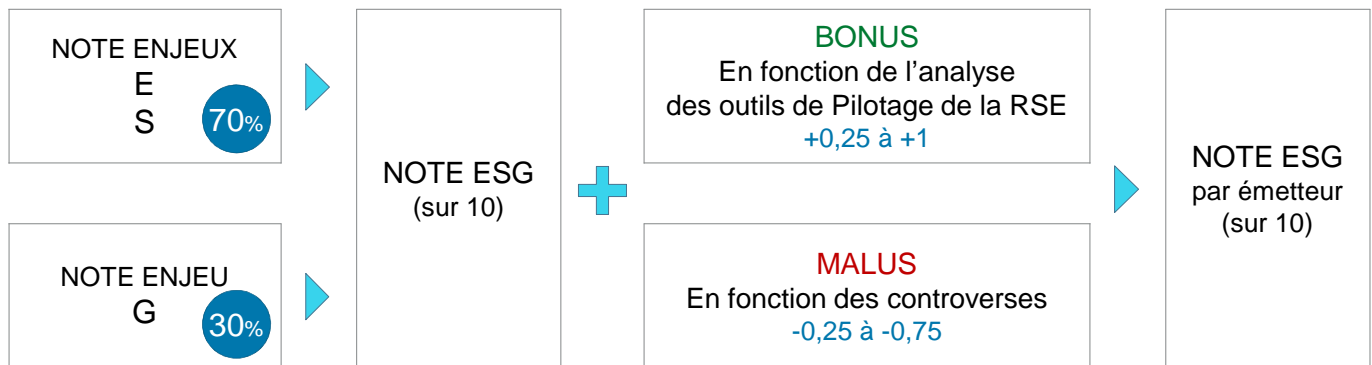 NOTE ENJEUX
E
S
70%
NOTE ENJEU
G
30%
NOTE ESG
(sur 10)
BONUS
En fonction de l’analyse
des outils de Pilotage de la RSE
+0,25 à +1
MALUS
En fonction des controverses
-0,25 à -0,75
NOTE ESG
par émetteur
(sur 10)